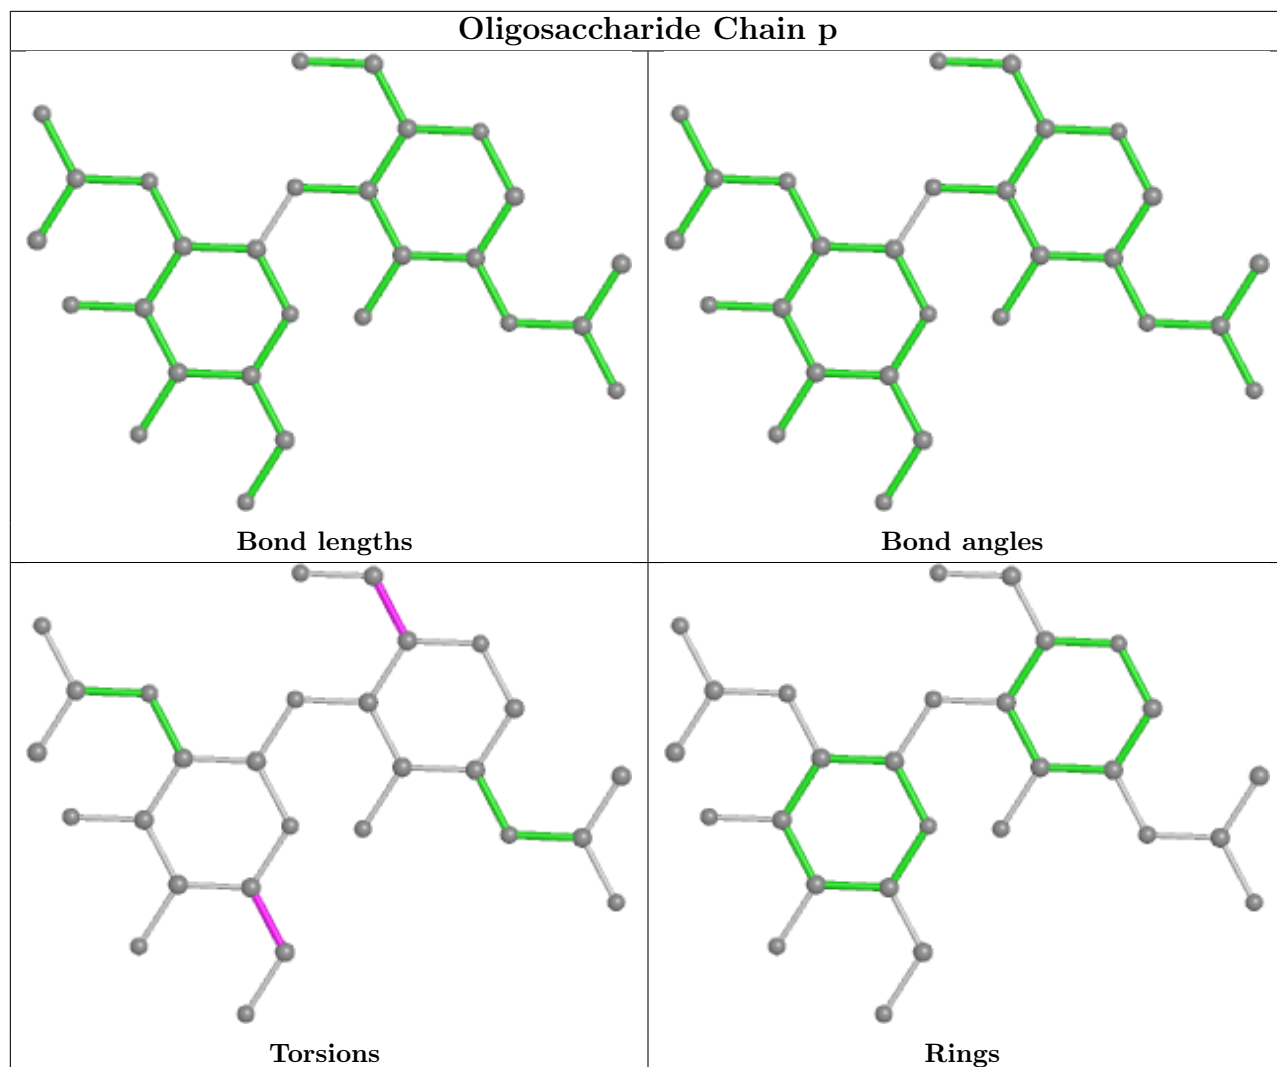 Oligosaccharide Chain p
Bond lengths
Bond angles
Torsions
Rings